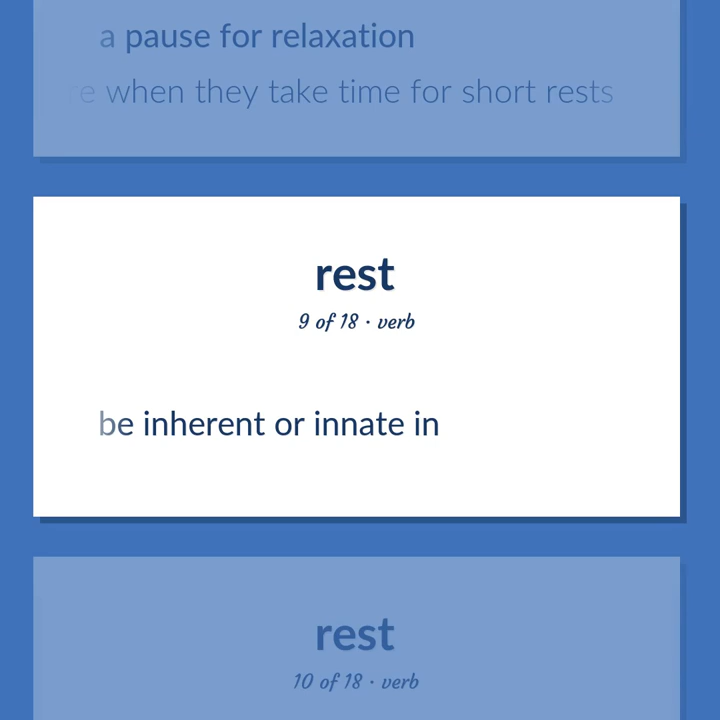 a pause for relaxation
when they take time for short rests
rest
9 of 18 · verb
be inherent or innate in
rest
10 of 18 · verb